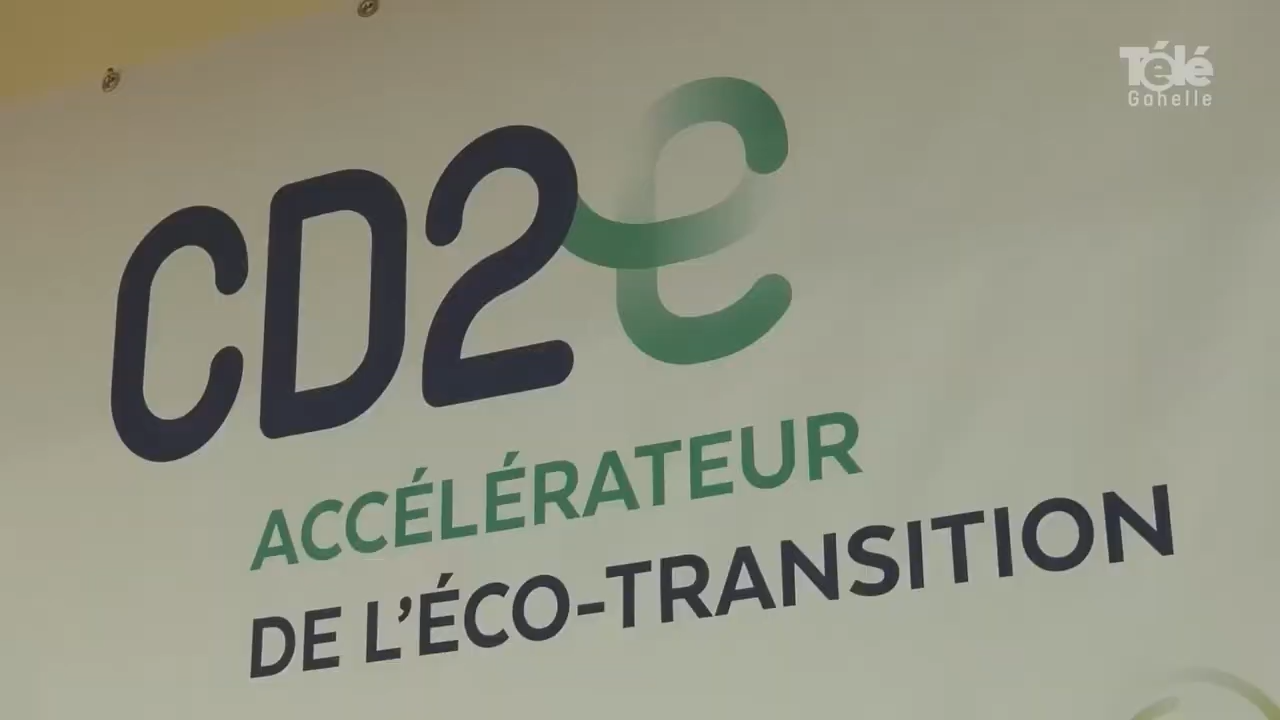 Télé
Gohelle
CD2e
ACCÉLÉRATEUR
DE L'ÉCO-TRANSITION